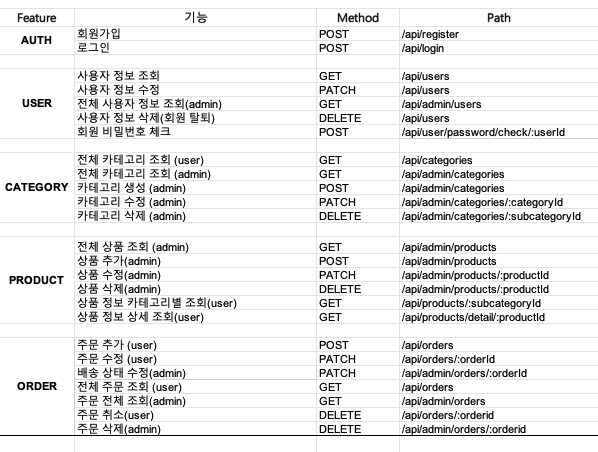 Feature 기능 Method Path
AUTH
회원가입 POST /api/register
로그인 POST /api/login
USER
사용자 정보 조회 GET /api/users
사용자 정보 수정 PATCH /api/users
전체 사용자 정보 조회(admin) GET /api/admin/users
사용자 정보 삭제(회원 탈퇴) DELETE /api/users
회원 비밀번호 체크 POST /api/user/password/check/:userId
CATEGORY
전체 카테고리 조회 (user) GET /api/categories
전체 카테고리 조회 (admin) GET /api/admin/categories
카테고리 생성 (admin) POST /api/admin/categories
카테고리 수정 (admin) PATCH /api/admin/categories/:categoryId
카테고리 삭제 (admin) DELETE /api/admin/categories/:subcategoryId
PRODUCT
전체 상품 조회 (admin) GET /api/admin/products
상품 추가(admin) POST /api/admin/products
상품 수정(admin) PATCH /api/admin/products/:productId
상품 삭제(admin) DELETE /api/admin/products/:productId
상품 정보 카테고리별 조회(user) GET /api/products/:subcategoryId
상품 정보 상세 조회(user) GET /api/products/detail/:productId
ORDER
주문 추가 (user) POST /api/orders
주문 수정 (user) PATCH /api/orders/:orderId
배송 상태 수정(admin) PATCH /api/admin/orders/:orderId
전체 주문 조회 (user) GET /api/orders
주문 전체 조회(admin) GET /api/admin/orders
주문 취소(user) DELETE /api/orders/:orderid
주문 삭제(admin) DELETE /api/admin/orders/:orderid